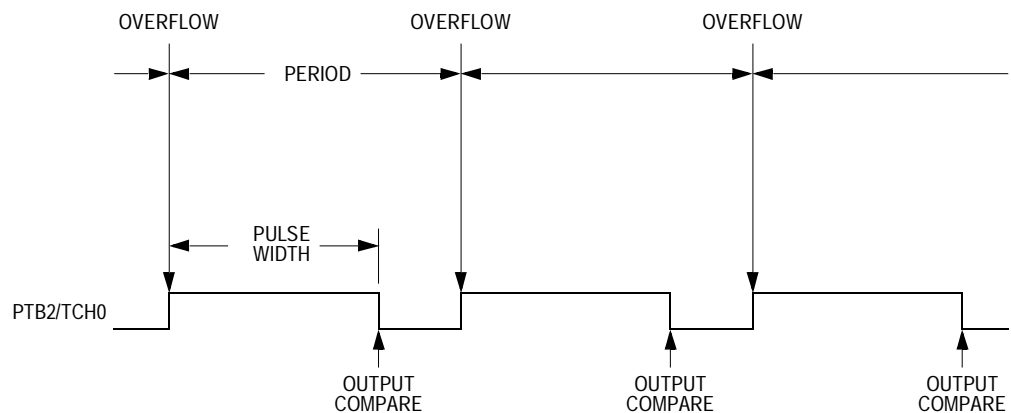 OVERFLOW OVERFLOW OVERFLOW
PERIOD
PULSE
WIDTH
PTB2/TCH0
OUTPUT
COMPARE
OUTPUT
COMPARE
OUTPUT
COMPARE